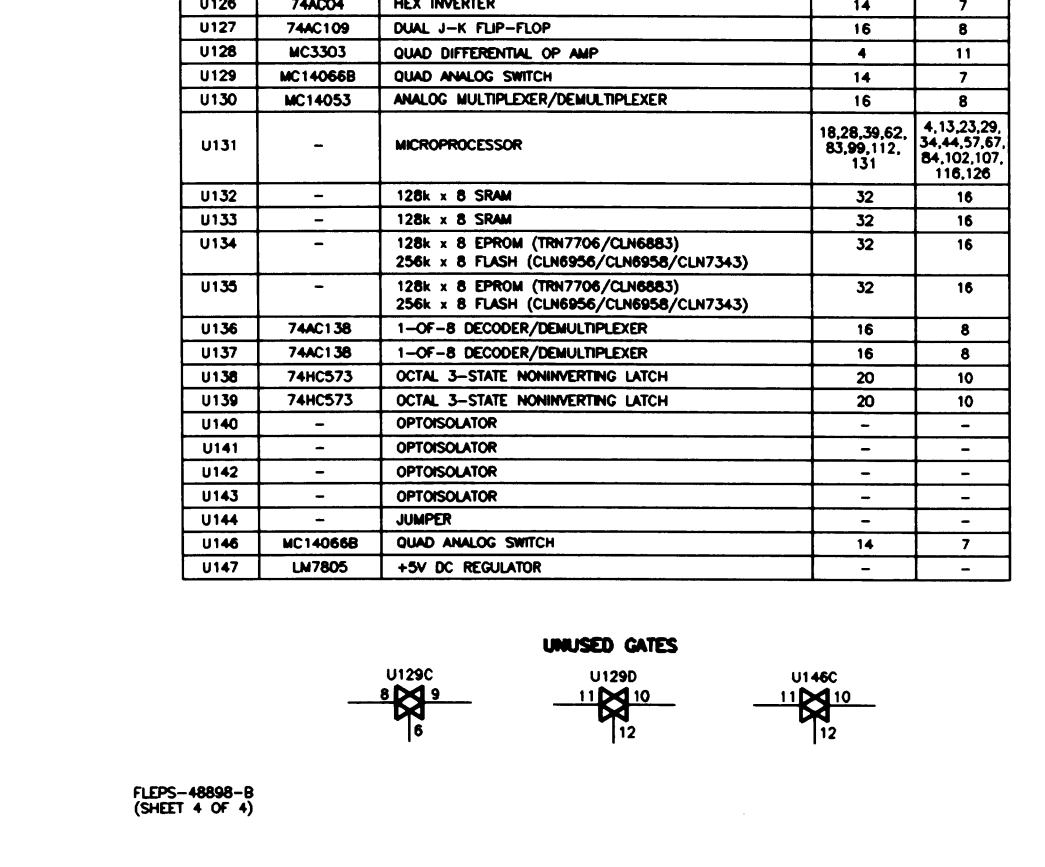 U126 74AC04 HEX INVERTER 14 7
U127 74AC109 DUAL J-K FLIP-FLOP 16 8
U128 MC3303 QUAD DIFFERENTIAL OP AMP 4 11
U129 MC14066B QUAD ANALOG SWITCH 14 7
U130 MC14053 ANALOG MULTIPLEXER/DEMULTIPLEXER 16 8
U131 - MICROPROCESSOR 18,28,39,62, 83,99,112, 131 4,13,23,29, 34,44,57,67, 84,102,107, 116,126
U132 - 128k x 8 SRAM 32 16
U133 - 128k x 8 SRAM 32 16
U134 - 128k x 8 EPROM (TRN7706/CLN6883) 32 16
256k x 8 FLASH (CLN6956/CLN6958/CLN7343)
U135 - 128k x 8 EPROM (TRN7706/CLN6883) 32 16
256k x 8 FLASH (CLN6956/CLN6958/CLN7343)
U136 74AC138 1-OF-8 DECODER/DEMULTIPLEXER 16 8
U137 74AC138 1-OF-8 DECODER/DEMULTIPLEXER 16 8
U138 74HC573 OCTAL 3-STATE NONINVERTING LATCH 20 10
U139 74HC573 OCTAL 3-STATE NONINVERTING LATCH 20 10
U140 - OPTOISOLATOR - -
U141 - OPTOISOLATOR - -
U142 - OPTOISOLATOR - -
U143 - OPTOISOLATOR - -
U144 - JUMPER - -
U146 MC14066B QUAD ANALOG SWITCH 14 7
U147 LM7805 +5V DC REGULATOR - -
UNUSED GATES
U129C U129D U146C
8 9 11 10 11 10
6 12 12
FLEPS-48898-B
(SHEET 4 OF 4)